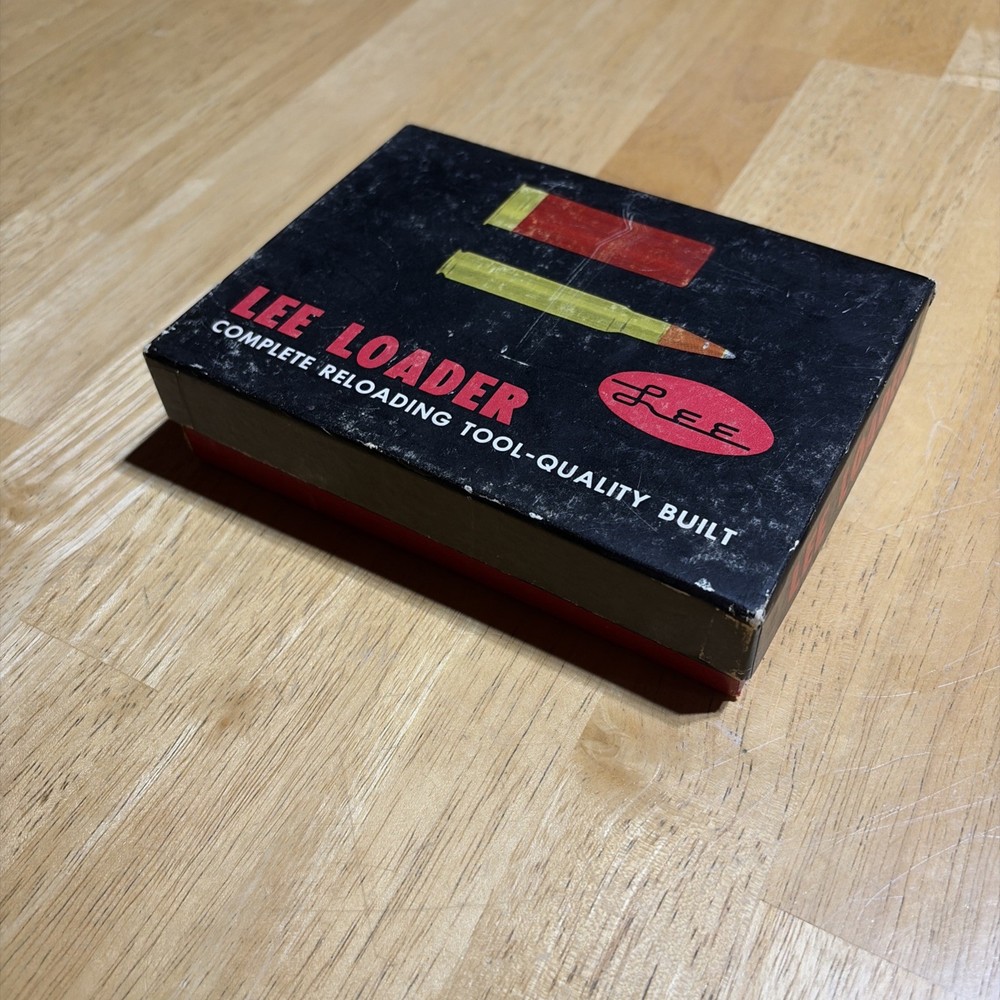 LEE LOADER
COMPLETE RELOADING TOOL-QUALITY BUILT
Lee